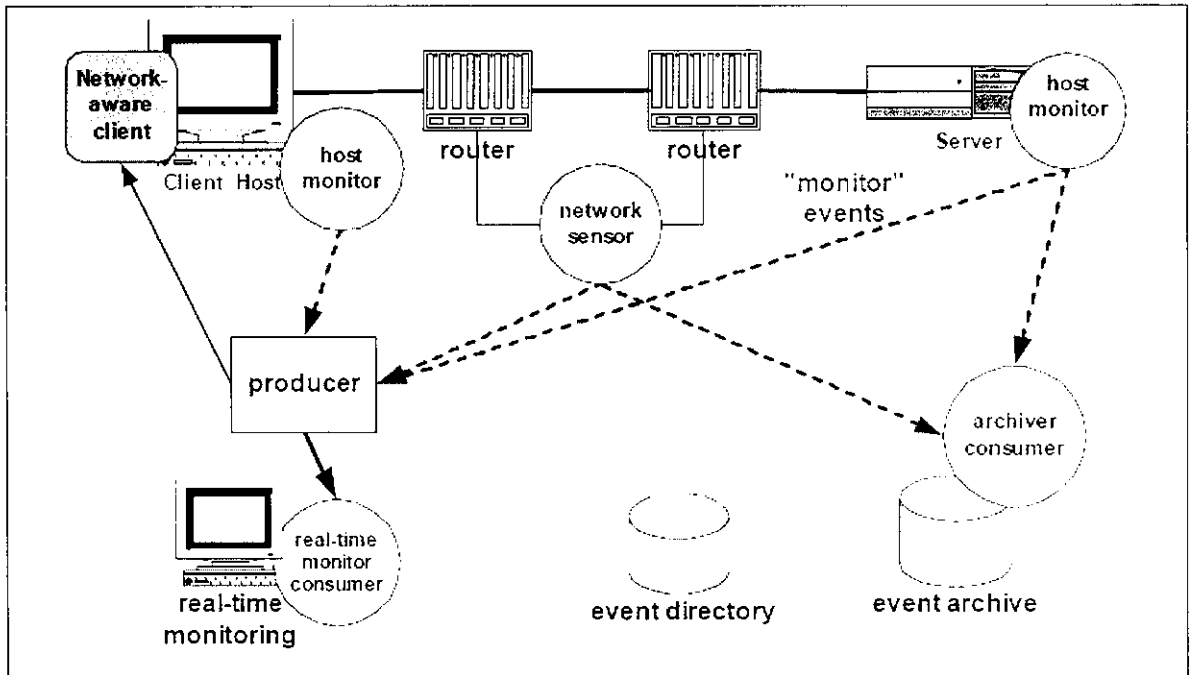 Network-
aware
client
Client Host
host
monitor
router
router
host
monitor
Server
network
sensor
"monitor"
events
producer
archiver
consumer
real-time
monitor
consumer
real-time
monitoring
event directory
event archive